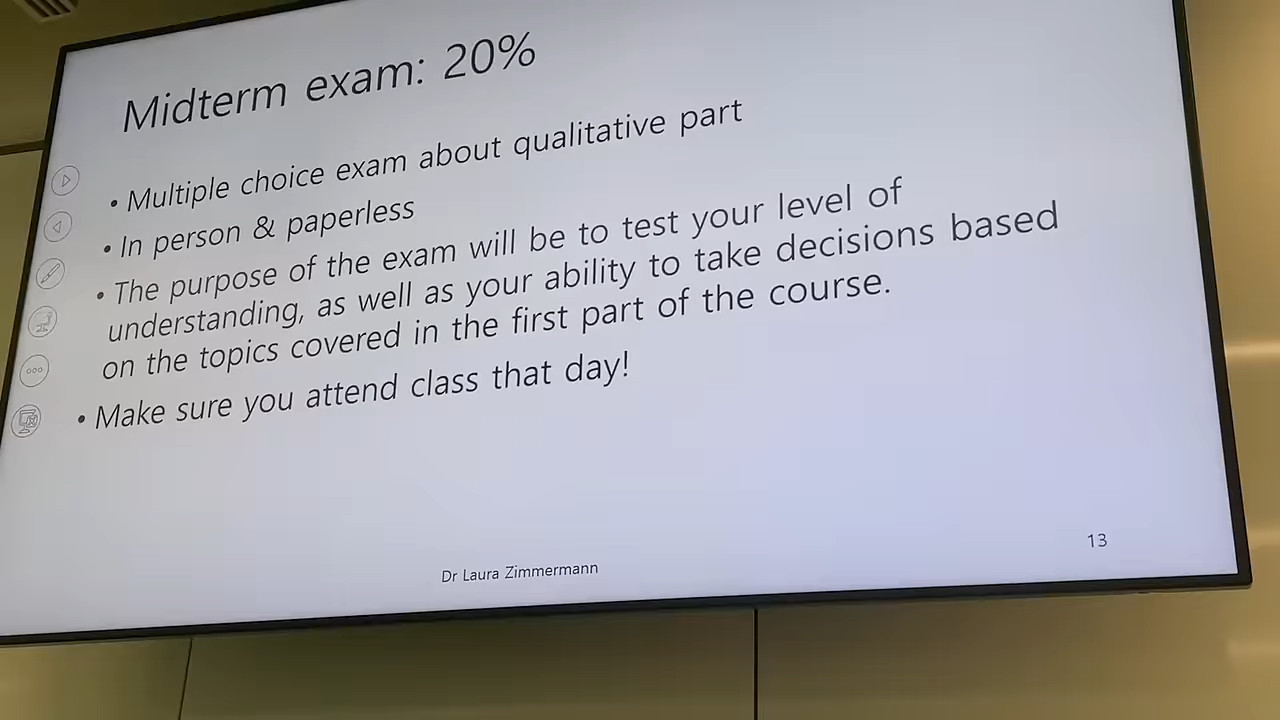 Midterm exam: 20%
• Multiple choice exam about qualitative part
• In person & paperless
• The purpose of the exam will be to test your level of
understanding, as well as your ability to take decisions based
on the topics covered in the first part of the course.
• Make sure you attend class that day!
Dr Laura Zimmermann
13